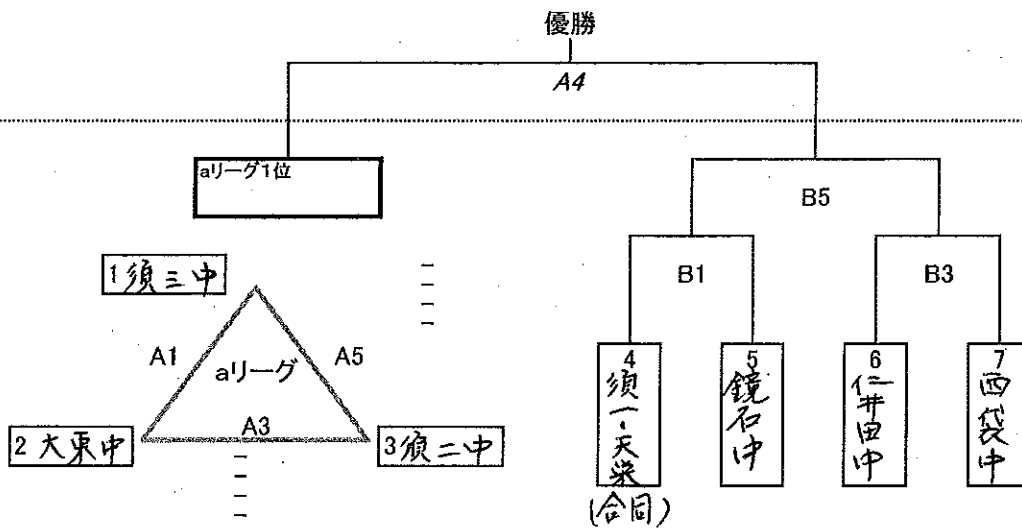 優勝
A4
aリーグ1位
B5
1 須三中
B1
B3
A1
aリーグ
A5
A3
2 大東中
3 須二中
4 須一・天栄
(合同)
5 鏡石中
6 仁井田中
7 西袋中